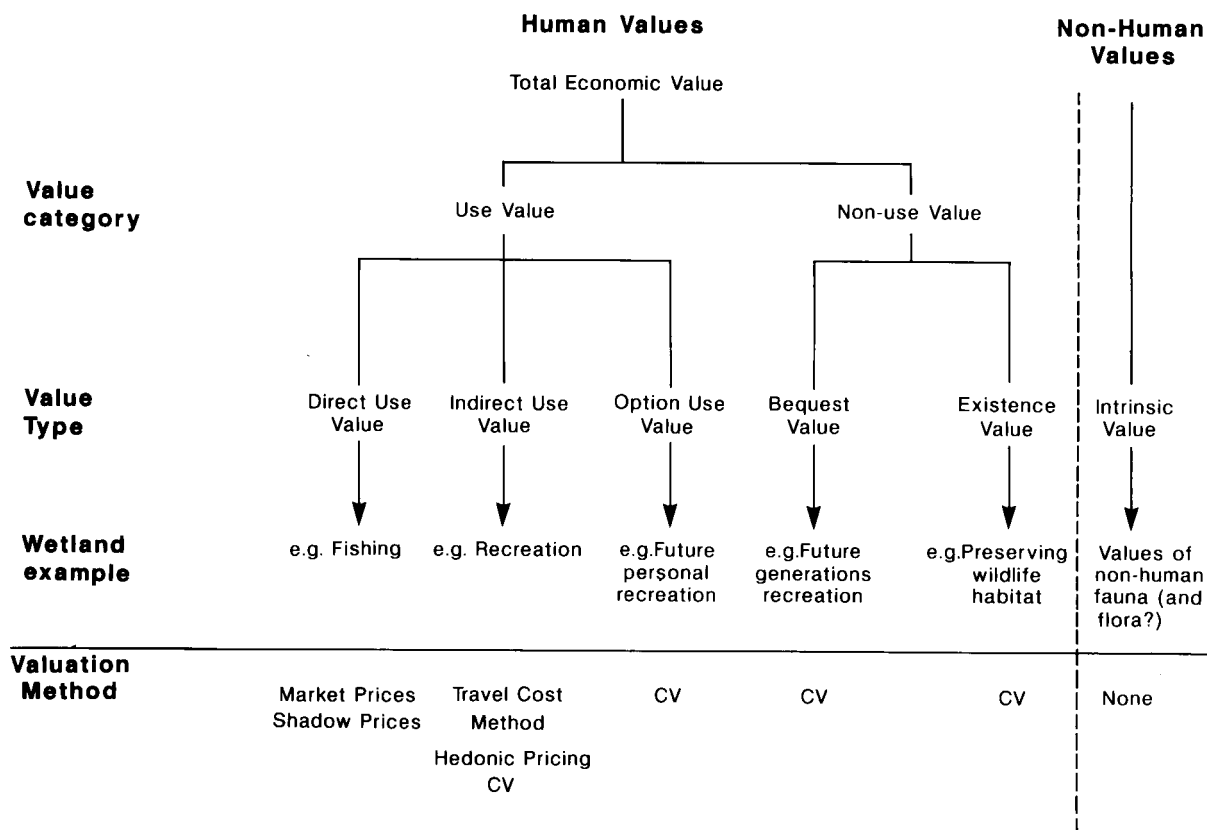 Human Values
Non-Human
Values
Total Economic Value
Value
category
Use Value
Non-use Value
Value
Type
Direct Use
Value
Indirect Use
Value
Option Use
Value
Bequest
Value
Existence
Value
Intrinsic
Value
Wetland
example
e.g. Fishing
e.g. Recreation
e.g.Future
personal
recreation
e.g.Future
generations
recreation
e.g.Preserving
wildlife
habitat
Values of
non-human
fauna (and
flora?)
Valuation
Method
Market Prices
Shadow Prices
Travel Cost
Method
Hedonic Pricing
CV
CV
CV
CV
None